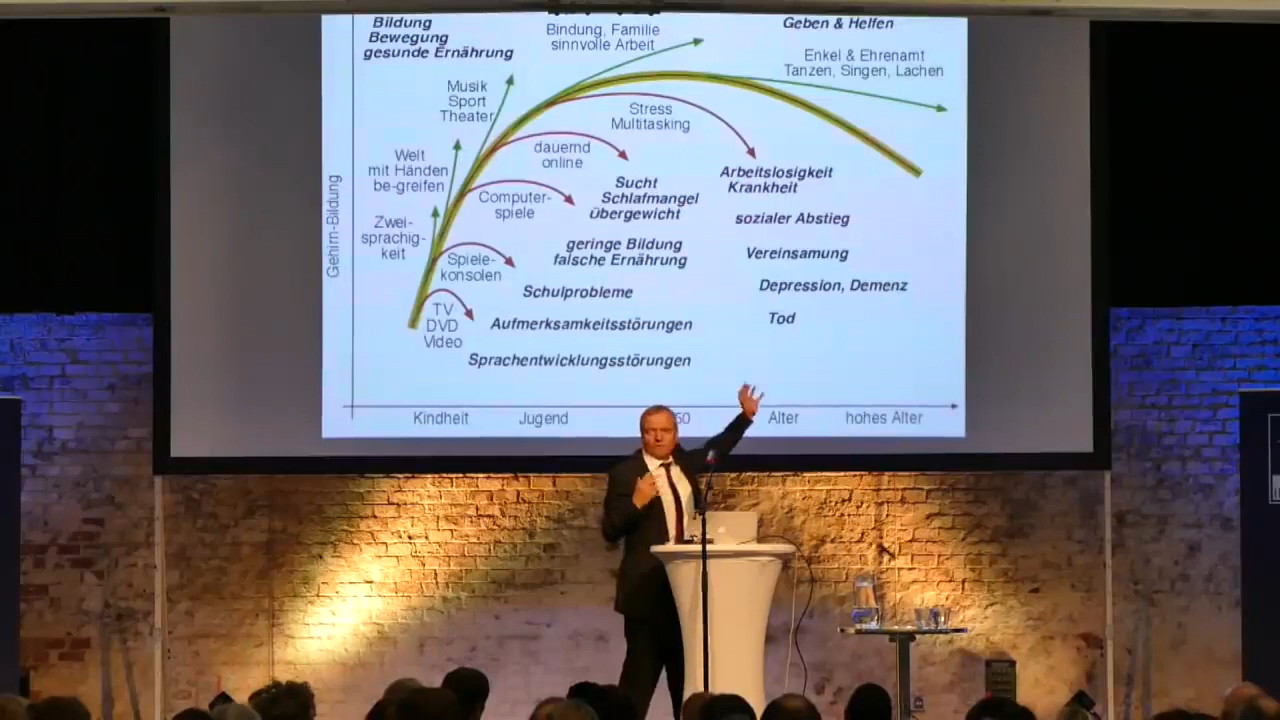 Bildung
Bewegung
gesunde Ernährung
Bindung, Familie
sinnvolle Arbeit
Geben & Helfen
Enkel & Ehrenamt
Tanzen, Singen, Lachen
Musik
Sport
Theater
Stress
Multitasking
dauernd
online
Welt
mit Händen
be-greifen
Arbeitslosigkeit
Krankheit
Sucht
Schlafmangel
Übergewicht
Computer-
spiele
sozialer Abstieg
Zwei-
sprachig-
keit
geringe Bildung
falsche Ernährung
Vereinsamung
Spiele-
konsolen
Schulprobleme
Depression, Demenz
TV
DVD
Video
Aufmerksamkeitsstörungen
Tod
Sprachentwicklungsstörungen
Gehirn-Bildung
Kindheit
Jugend
Alter
hohes Alter